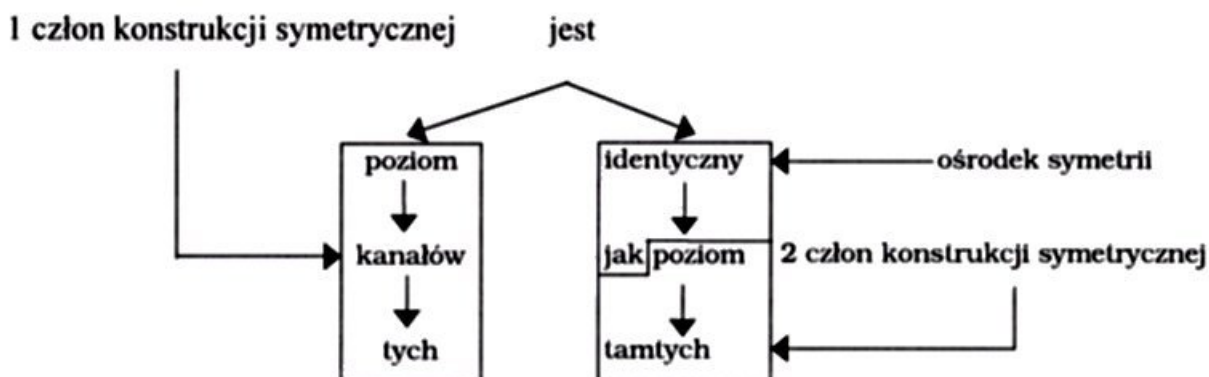 1 człon konstrukcji symetrycznej jest
poziom identyczny ośrodek symetrii
kanałów jak poziom 2 człon konstrukcji symetrycznej
tych tamtych